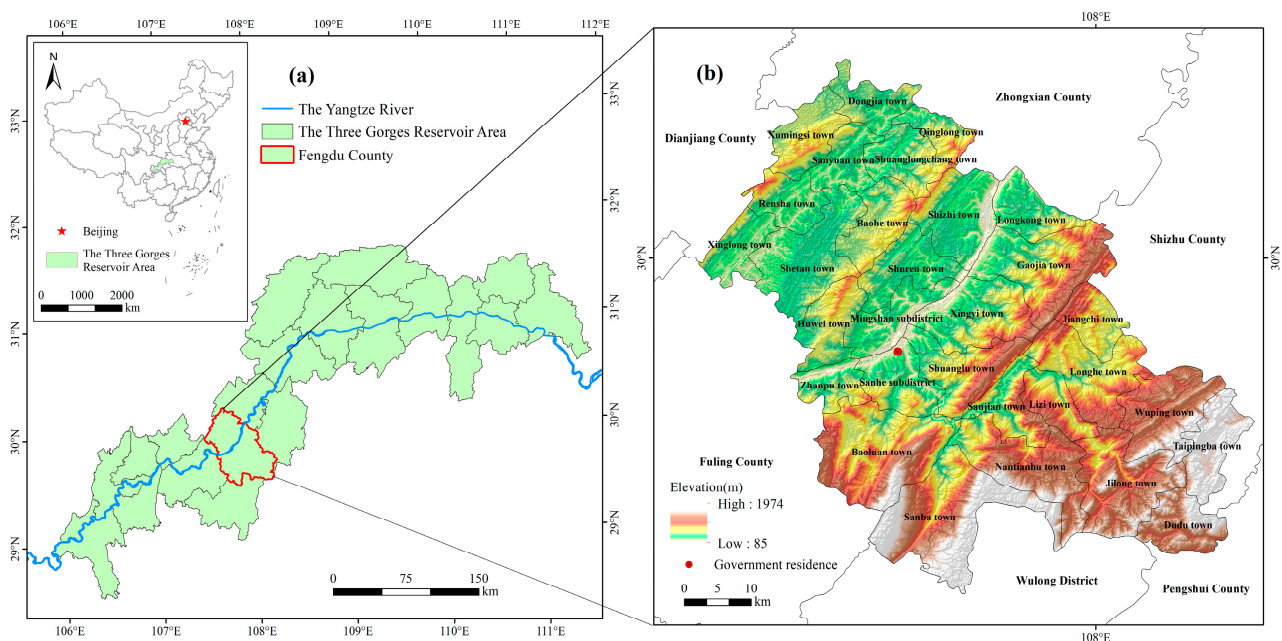 106°E 107°E 108°E 109°E 110°E 111°E 112°E
N
(a)
The Yangtze River
The Three Gorges Reservoir Area
Fengdu County
Beijing
The Three Gorges
Reservoir Area
0 1000 2000
km
33°N
32°N
31°N
30°N
29°N
33°N
32°N
31°N
30°N
29°N
0 75 150
km
106°E 107°E 108°E 109°E 110°E 111°E
108°E
(b)
Zhongxian County
Dianjiang County
Shizhu County
Fuling County
Wulong District
Pengshui County
30°N
30°N
Dongjia town
Xumingsi town
Qinglong town
Sanyuan town
Shuanglongchang town
Rensha town
Baohe town
Shizhi town
Longkong town
Xinglong town
Shetan town
Shuren town
Gaojia town
Huwei town
Mingshan subdistrict
Xingyi town
Jiangchi town
Zhanpu town
Sanhe subdistrict
Shuanglu town
Longhe town
Sanjian town
Lizi town
Wuping town
Baoluan town
Nantianhu town
Taipingba town
Jilong town
Sanba town
Dudu town
Elevation(m)
High : 1974
Low : 85
Government residence
0 5 10
km
108°E